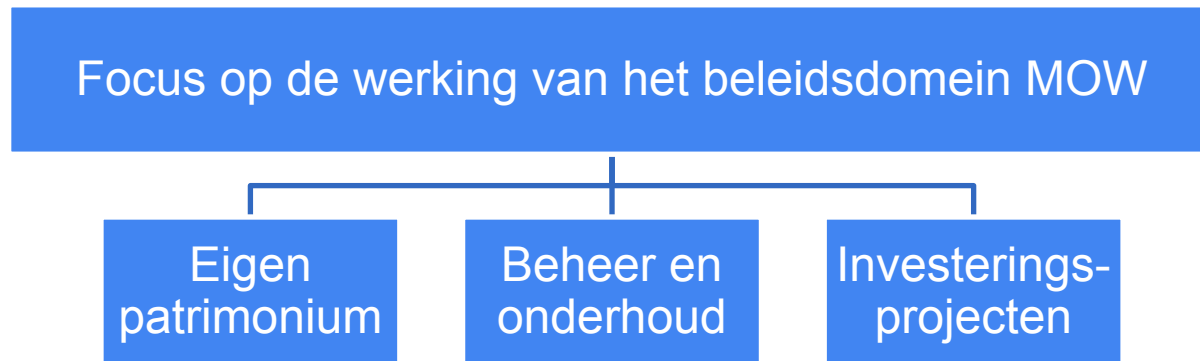 Focus op de werking van het beleidsdomein MOW
Eigen
patrimonium
Beheer en
onderhoud
Investerings-
projecten